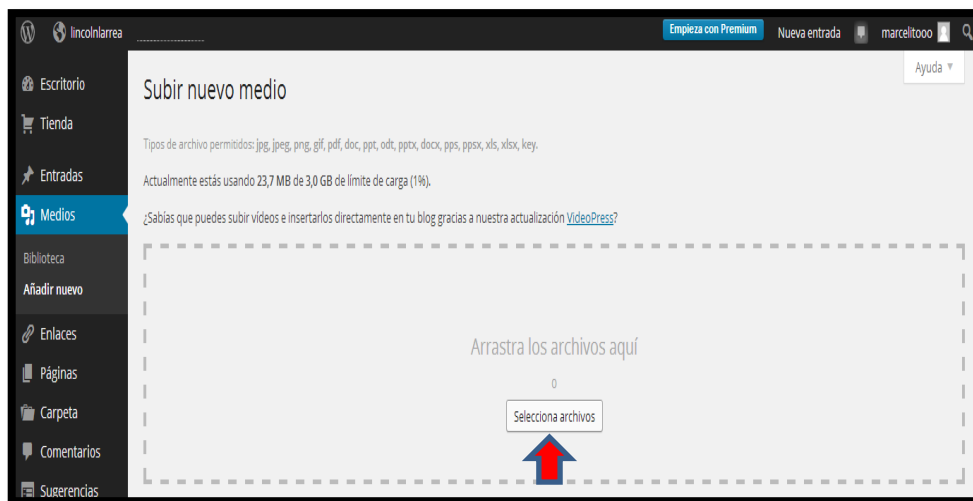 lincolnlarrea
Empieza con Premium
Nueva entrada
marcelitooo
Ayuda
Escritorio
Tienda
Entradas
Medios
Biblioteca
Añadir nuevo
Enlaces
Páginas
Carpeta
Comentarios
Sugerencias
Subir nuevo medio
Tipos de archivo permitidos: jpg, jpeg, png, gif, pdf, doc, ppt, odt, pptx, docx, pps, ppsx, xls, xlsx, key.
Actualmente estás usando 23,7 MB de 3,0 GB de límite de carga (1%).
¿Sabías que puedes subir vídeos e insertarlos directamente en tu blog gracias a nuestra actualización VideoPress?
Arrastra los archivos aquí
o
Selecciona archivos